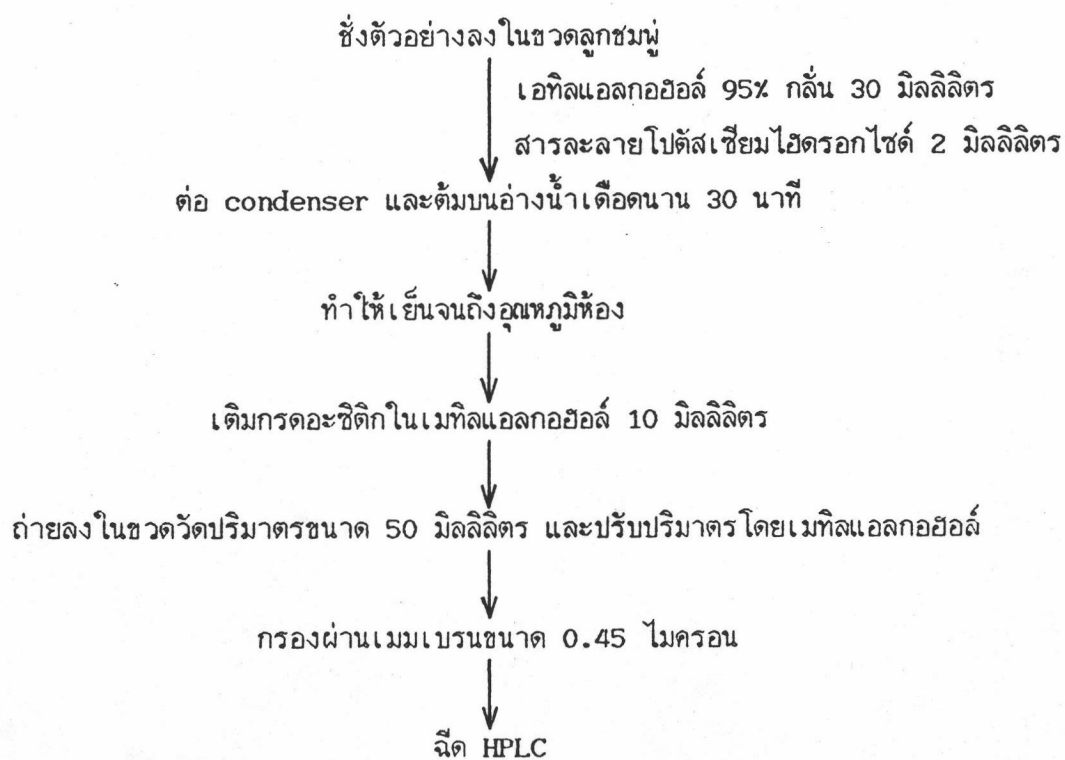 ชั่งตัวอย่างลงในขวดลูกชมพู่
เอทิลแอลกอฮอล์ 95% กลั่น 30 มิลลิลิตร
สารละลายโปตัสเซียมไฮดรอกไซด์ 2 มิลลิลิตร
ต่อ condenser และต้มบนอ่างน้ำเดือดนาน 30 นาที
ทำให้เย็นจนถึงอุณหภูมิห้อง
เติมกรดอะซิติกในเมทิลแอลกอฮอล์ 10 มิลลิลิตร
ถ่ายลงในขวดวัดปริมาตรขนาด 50 มิลลิลิตร และปรับปริมาตรโดยเมทิลแอลกอฮอล์
กรองผ่านเมมเบรนขนาด 0.45 ไมครอน
ฉีด HPLC